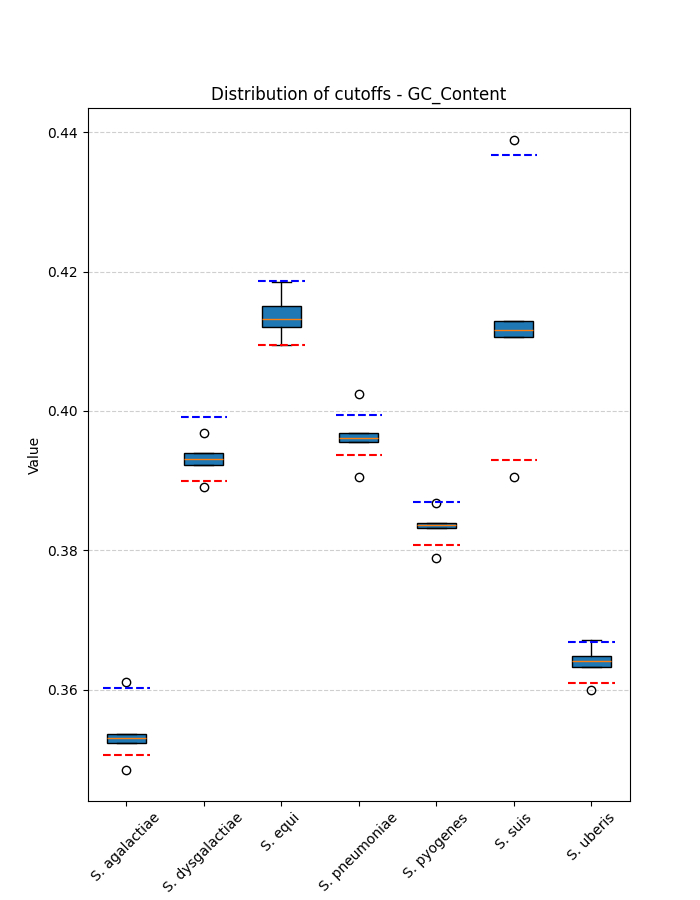 Distribution of cutoffs - GC_Content
Value
0.44
0.42
0.40
0.38
0.36
S. agalactiae
S. dysgalactiae
S. equi
S. pneumoniae
S. pyogenes
S. suis
S. uberis